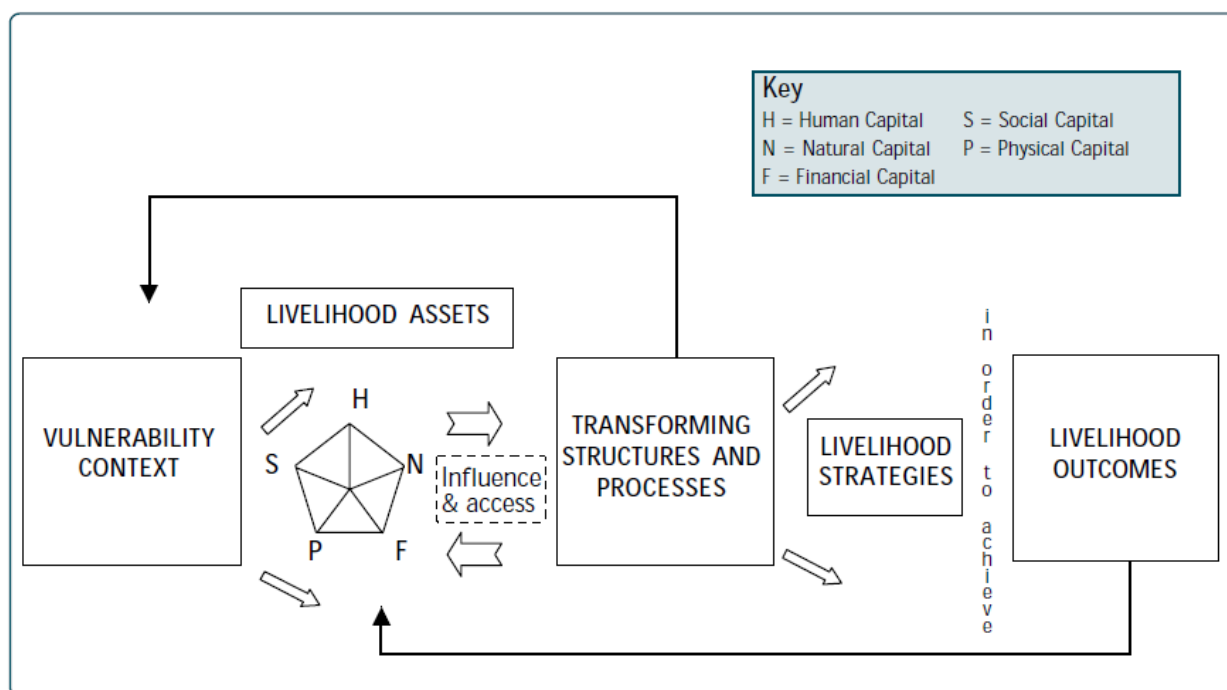 Key
H = Human Capital S = Social Capital
N = Natural Capital P = Physical Capital
F = Financial Capital
LIVELIHOOD ASSETS
VULNERABILITY
CONTEXT
H
S
N
P
F
Influence
& access
TRANSFORMING
STRUCTURES AND
PROCESSES
LIVELIHOOD
STRATEGIES
in order to achieve
LIVELIHOOD
OUTCOMES